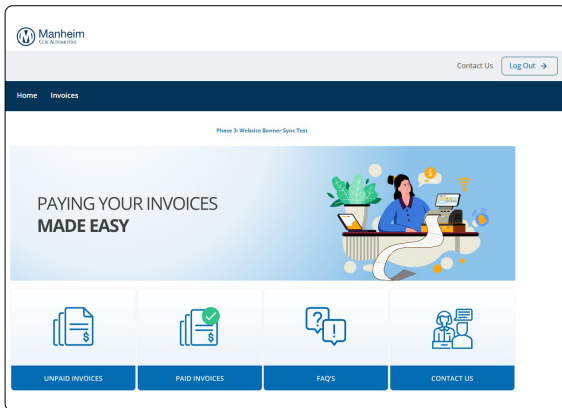 Manheim
COX AUTOMOTIVE
Contact Us Log Out →
Home Invoices
Phase 3: Website Banner Sync Test
PAYING YOUR INVOICES
MADE EASY
UNPAID INVOICES PAID INVOICES FAQ'S CONTACT US